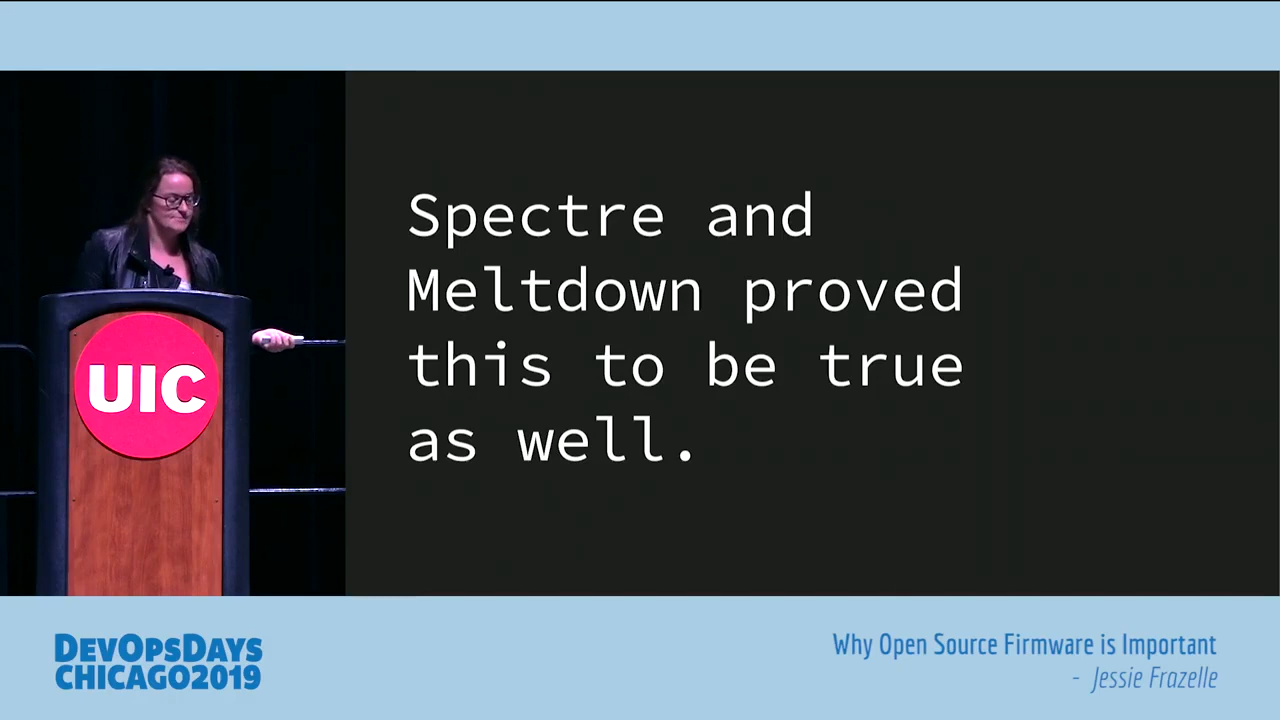 UIC
Spectre and
Meltdown proved
this to be true
as well.
DEVOPSDAYS
CHICAGO2019
Why Open Source Firmware is Important
- Jessie Frazelle